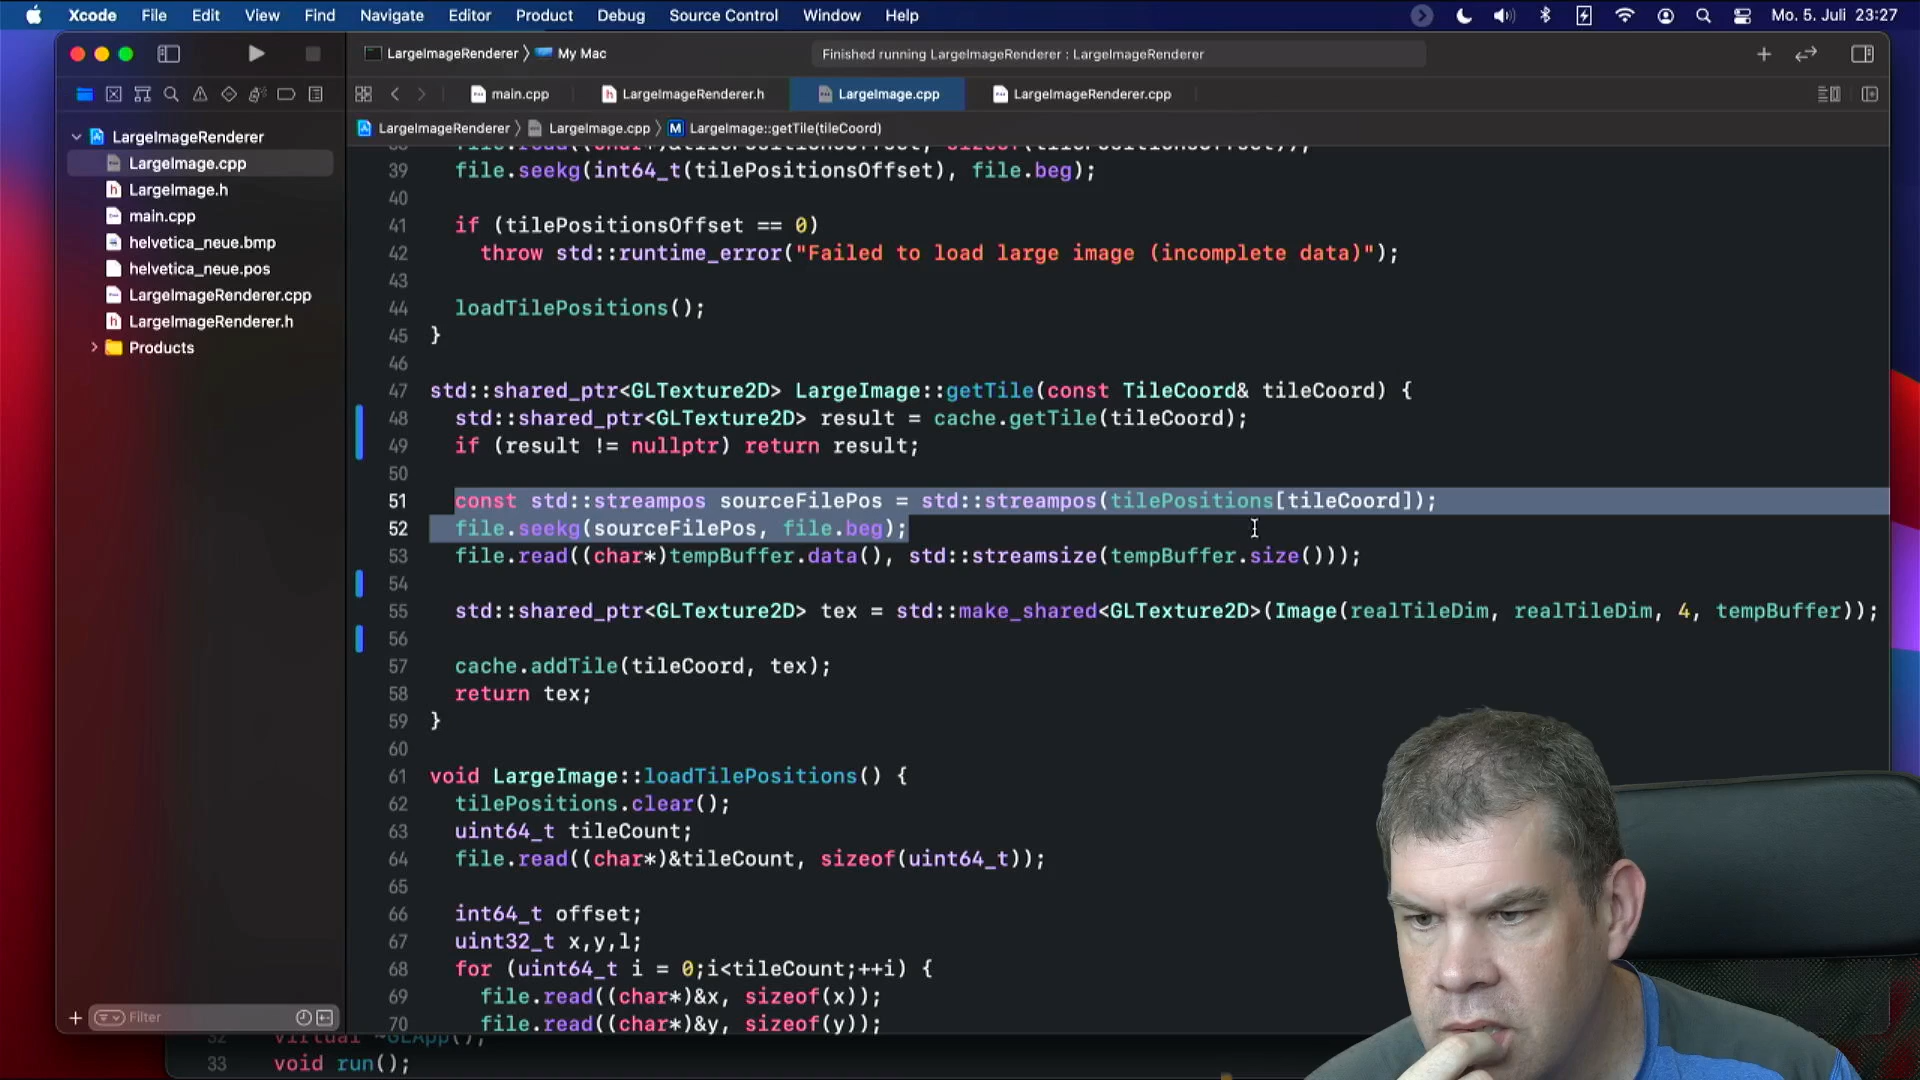 Xcode File Edit View Find Navigate Editor Product Debug Source Control Window Help Mo. 5. Juli 23:27
LargeImageRenderer My Mac Finished running LargeImageRenderer : LargeImageRenderer
main.cpp LargeImageRenderer.h LargeImage.cpp LargeImageRenderer.cpp
LargeImageRenderer LargeImage.cpp M LargeImage::getTile(tileCoord)
LargeImageRenderer
LargeImage.cpp
LargeImage.h
main.cpp
helvetica_neue.bmp
helvetica_neue.pos
LargeImageRenderer.cpp
LargeImageRenderer.h
Products
Filter
39 file.seekg(int64_t(tilePositionsOffset), file.beg);
40
41 if (tilePositionsOffset == 0)
42 throw std::runtime_error("Failed to load large image (incomplete data)");
43
44 loadTilePositions();
45 }
46
47 std::shared_ptr<GLTexture2D> LargeImage::getTile(const TileCoord& tileCoord) {
48 std::shared_ptr<GLTexture2D> result = cache.getTile(tileCoord);
49 if (result != nullptr) return result;
50
51 const std::streampos sourceFilePos = std::streampos(tilePositions[tileCoord]);
52 file.seekg(sourceFilePos, file.beg);
53 file.read((char*)tempBuffer.data(), std::streamsize(tempBuffer.size()));
54
55 std::shared_ptr<GLTexture2D> tex = std::make_shared<GLTexture2D>(Image(realTileDim, realTileDim, 4, tempBuffer));
56
57 cache.addTile(tileCoord, tex);
58 return tex;
59 }
60
61 void LargeImage::loadTilePositions() {
62 tilePositions.clear();
63 uint64_t tileCount;
64 file.read((char*)&tileCount, sizeof(uint64_t));
65
66 int64_t offset;
67 uint32_t x,y,l;
68 for (uint64_t i = 0;i<tileCount;++i) {
69 file.read((char*)&x, sizeof(x));
70 file.read((char*)&y, sizeof(y));
33 void run();